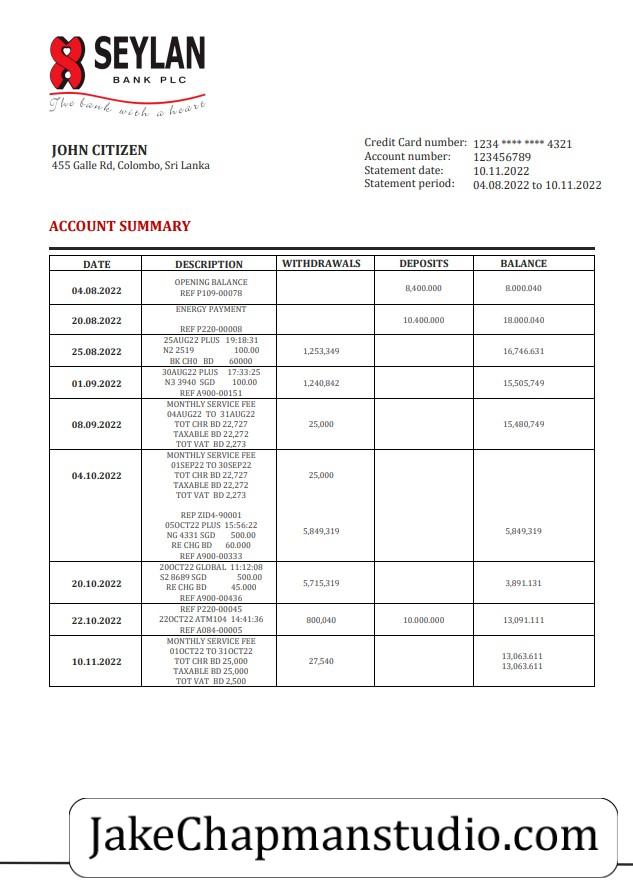 SEYLAN
BANK PLC
The bank with a heart
JOHN CITIZEN
455 Galle Rd, Colombo, Sri Lanka
Credit Card number: 1234 **** **** 4321
Account number: 123456789
Statement date: 10.11.2022
Statement period: 04.08.2022 to 10.11.2022
ACCOUNT SUMMARY
DATE DESCRIPTION WITHDRAWALS DEPOSITS BALANCE
OPENING BALANCE
04.08.2022 8,400.000 8.000.040
REF P109-00078
ENERGY PAYMENT
20.08.2022 10.400.000 18.000.040
REF P220-00008
25AUG22 PLUS 19:18:31
25.08.2022 N2 2519 100.00 1,253,349 16,746.631
BK CH0 BD 60000
30AUG22 PLUS 17:33:25
01.09.2022 N3 3940 SGD 100.00 1,240,842 15,505,749
REF A900-00151
MONTHLY SERVICE FEE
04AUG22 TO 31AUG22
08.09.2022 TOT CHR BD 22,727 25,000 15,480,749
TAXABLE BD 22,272
TOT VAT BD 2,273
MONTHLY SERVICE FEE
01SEP22 TO 30SEP22
04.10.2022 TOT CHR BD 22,727 25,000
TAXABLE BD 22,272
TOT VAT BD 2,273
REP ZID4-90001
05OCT22 PLUS 15:56:22
NG 4331 SGD 500.00 5,849,319 5,849,319
RE CHG BD 60.000
REF A900-00333
20OCT22 GLOBAL 11:12:08
S2 8689 SGD 500.00
20.10.2022 RE CHG BD 45.000 5,715,319 3,891.131
REF A900-00436
REF P220-00045
22.10.2022 22OCT22 ATM104 14:41:36 800,040 10.000.000 13,091.111
REF A084-00005
MONTHLY SERVICE FEE
01OCT22 TO 31OCT22
10.11.2022 TOT CHR BD 25,000 27,540 13,063.611
TAXABLE BD 25,000 13,063.611
TOT VAT BD 2,500
JakeChapmanstudio.com